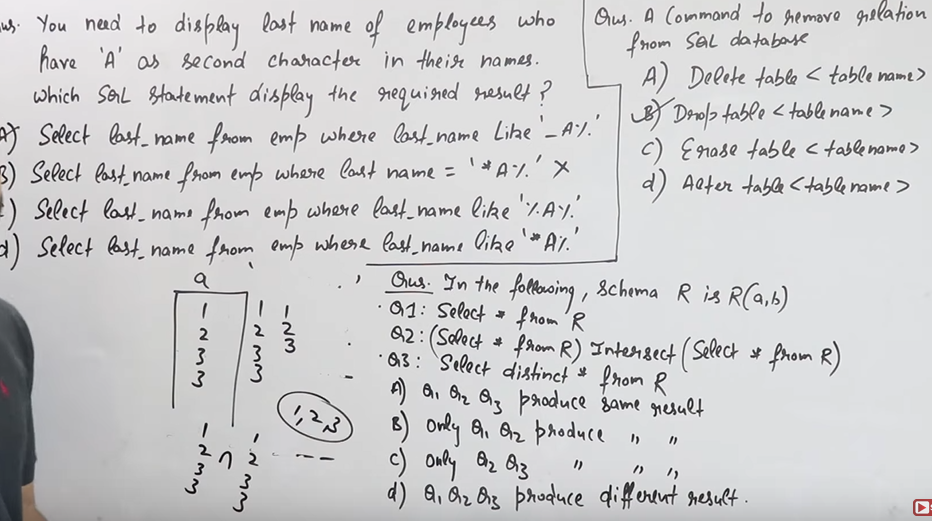 us. You need to display last name of employees who
have 'A' as second character in their names.
Which SQL statement display the required result?
A) Select last_name from emp where last_name Like '_A%.'
B) Select last_name from emp where last name = '*A%.' X
) Select last_name from emp where last_name like '%A%.'
d) Select last_name from emp where last_name like '*A%'
Qus. A Command to remove relation
from SQL database
A) Delete table <table name>
B) Drop table <table name>
C) Erase table <table name>
d) Alter table <table name>
Qus. In the following, schema R is R(a,b)
Q1: Select * from R
Q2: (Select * from R) Intersect (Select * from R)
Q3: Select distinct * from R
A) Q1 Q2 Q3 produce same result
B) Only Q1 Q2 produce " "
C) only Q2 Q3 " " "
d) Q1 Q2 Q3 produce different result.
a
1 1 1
2 2 2
3 3 3
3 3
1,2,3
1 1
2 ∩ 2 ---
3 3
3 3